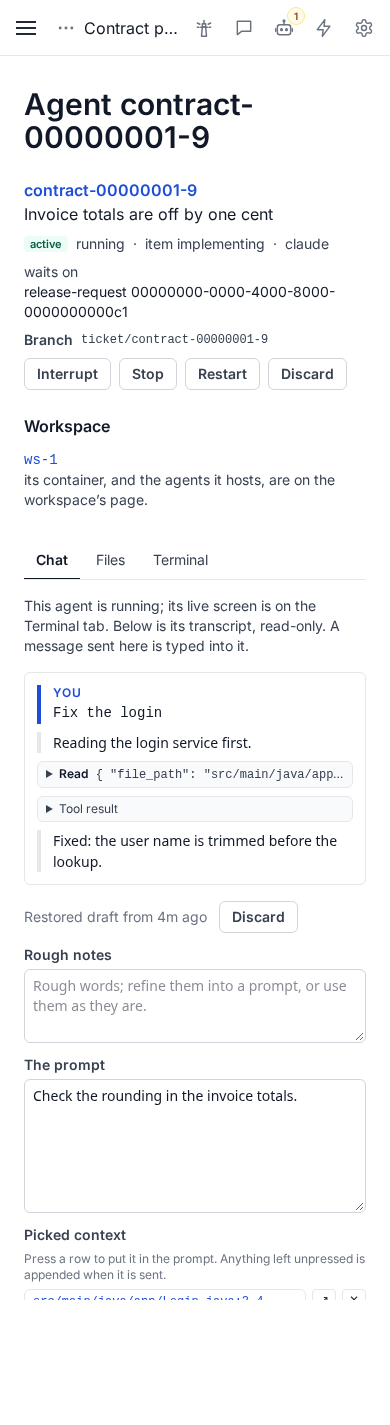 Contract p...
1
Agent contract-
00000001-9
contract-00000001-9
Invoice totals are off by one cent
active running · item implementing · claude
waits on
release-request 00000000-0000-4000-8000-
0000000000c1
Branch ticket/contract-00000001-9
Interrupt Stop Restart Discard
Workspace
ws-1
its container, and the agents it hosts, are on the
workspace’s page.
Chat Files Terminal
This agent is running; its live screen is on the
Terminal tab. Below is its transcript, read-only. A
message sent here is typed into it.
YOU
Fix the login
Reading the login service first.
Read { "file_path": "src/main/java/app...
Tool result
Fixed: the user name is trimmed before the
lookup.
Restored draft from 4m ago Discard
Rough notes
Rough words; refine them into a prompt, or use
them as they are.
The prompt
Check the rounding in the invoice totals.
Picked context
Press a row to put it in the prompt. Anything left unpressed is
appended when it is sent.
src/main/java/app/Login.java:2-4